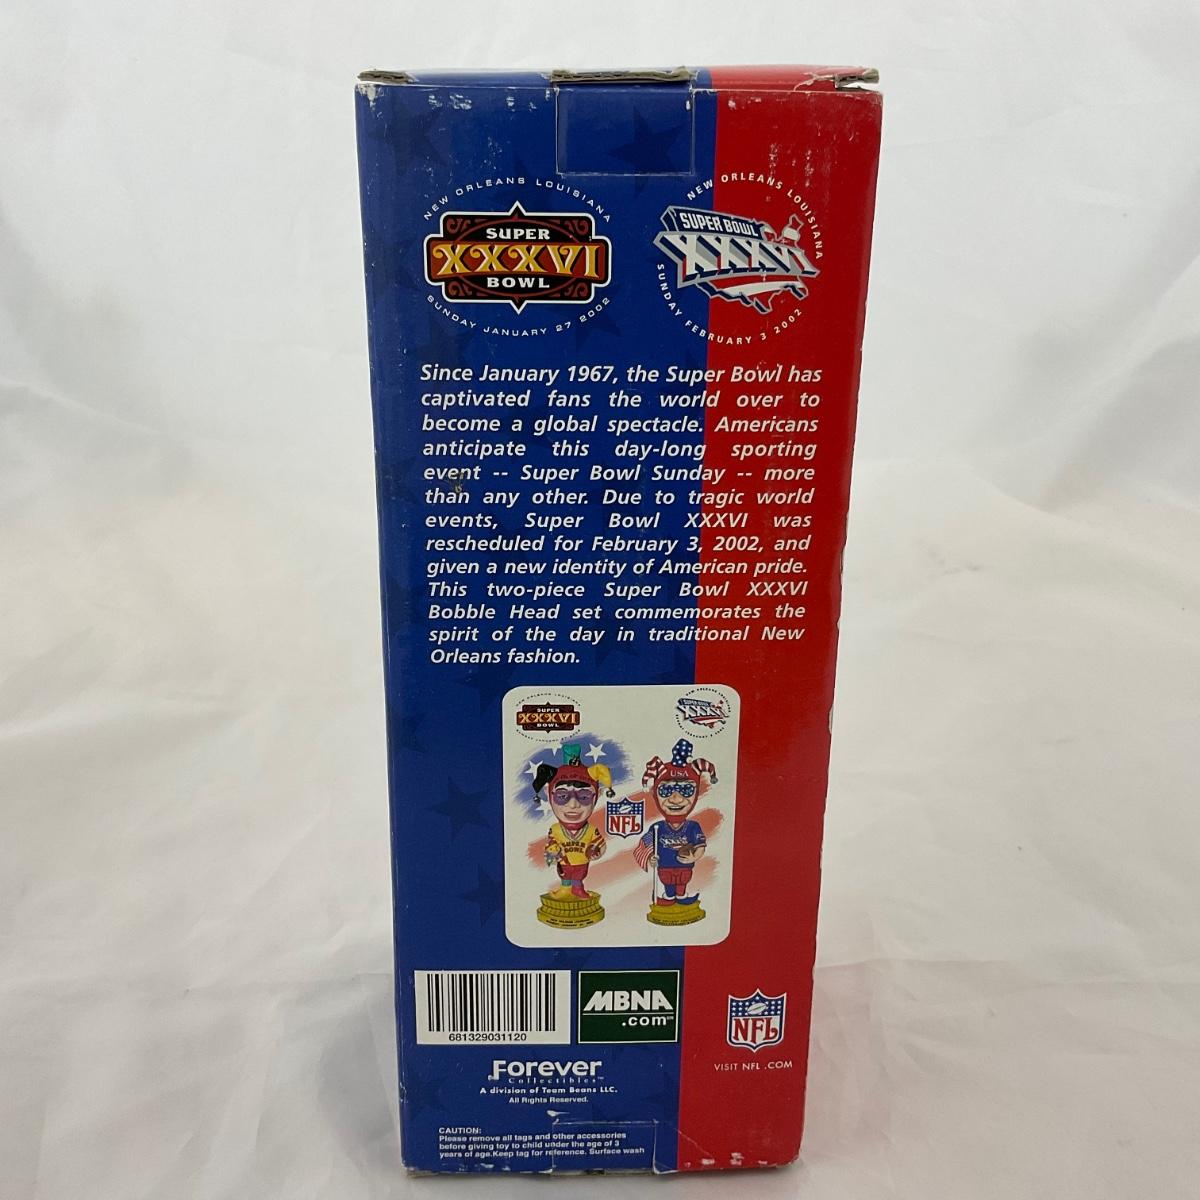 NEW ORLEANS LOUISIANA
SUPER
XXXVI
BOWL
SUNDAY JANUARY 27 2002
NEW ORLEANS LOUISIANA
SUPER BOWL
XXXVI
SUNDAY FEBRUARY 3 2002
Since January 1967, the Super Bowl has
captivated fans the world over to
become a global spectacle. Americans
anticipate this day-long sporting
event -- Super Bowl Sunday -- more
than any other. Due to tragic world
events, Super Bowl XXXVI was
rescheduled for February 3, 2002, and
given a new identity of American pride.
This two-piece Super Bowl XXXVI
Bobble Head set commemorates the
spirit of the day in traditional New
Orleans fashion.
SUPER
XXXVI
BOWL
USA
NFL
SUPER
BOWL
681329031120
MBNA
.com℠
NFL
VISIT NFL.COM
Forever
Collectibles™
A division of Team Beans LLC.
All Rights Reserved.
CAUTION:
Please remove all tags and other accessories
before giving toy to child under the age of 3
years of age.Keep tag for reference. Surface wash